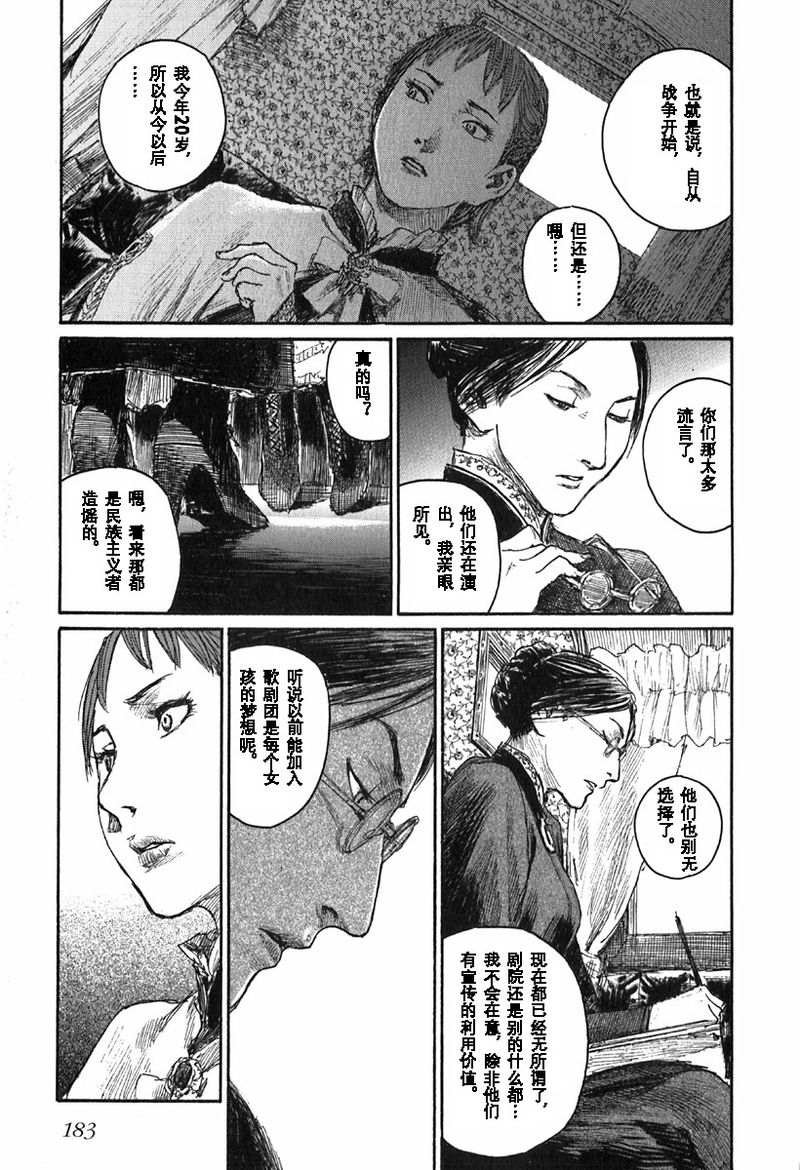 也就是说，自从
战争开始，
但还是……
嗯……
我今年20岁，
所以从今以后
……
你们那太多
流言了。
他们还在演
出，我亲眼
所见。
真的吗？
嗯，看来那都
是民族主义者
造谣的。
他们也别无
选择了。
现在都已经无所谓了，
剧院还是别的什么都…
我不会在意，除非他们
有宣传的利用价值。
听说以前能加入
歌剧团是每个女
孩的梦想呢。
183